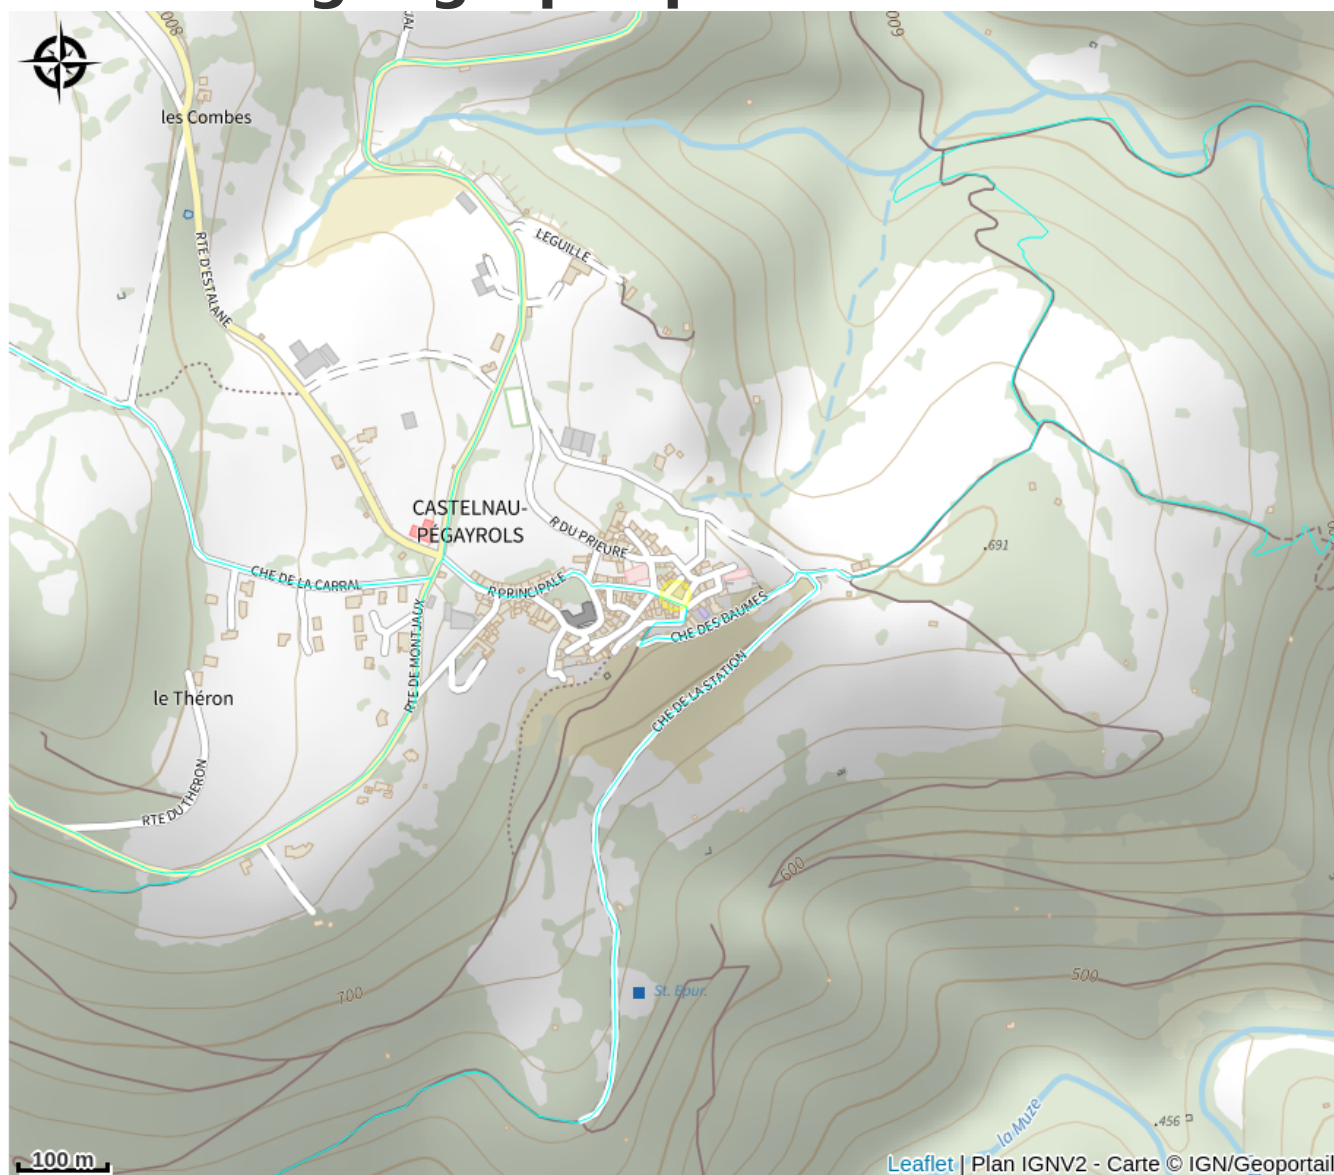 800
JAL
600
les Combes
LEGUILLE
RTE D'ESTALANE
CASTELNAU-
PÉGAYROLS
R DU PRIEURE
.691
CHE DE LA CARRAL
R PRINCIPALE
CHE DES BAUMES
RTE DE MONTJAUX
CHE DE LA STATION
le Théron
RTE DU THERON
600
500
St. Epur.
700
la Muze
.456
100 m
Leaflet | Plan IGNV2 - Carte © IGN/Geoportail